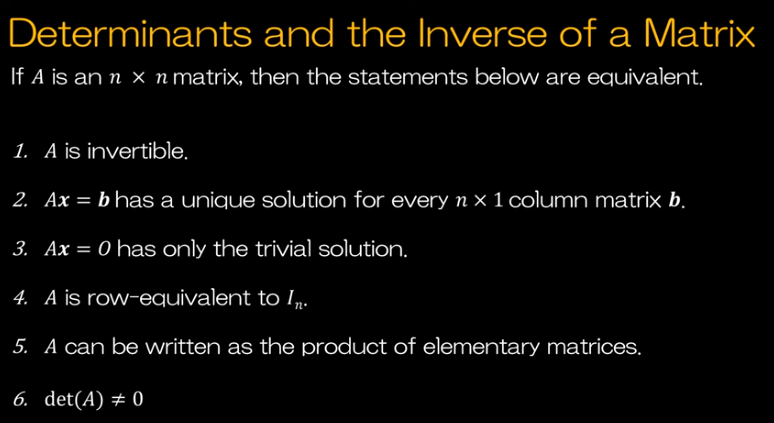 Determinants and the Inverse of a Matrix
If A is an n × n matrix, then the statements below are equivalent.
1. A is invertible.
2. Ax = b has a unique solution for every n × 1 column matrix b.
3. Ax = 0 has only the trivial solution.
4. A is row-equivalent to Iₙ.
5. A can be written as the product of elementary matrices.
6. det(A) ≠ 0